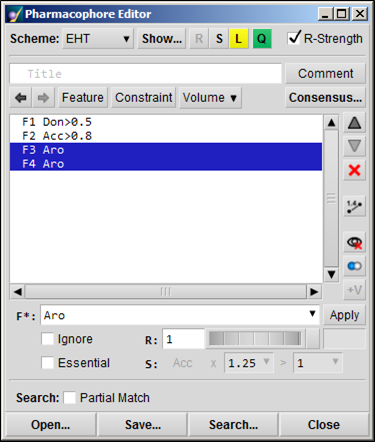 Pharmacophore Editor
Scheme: EHT Show... R S L Q R-Strength
Title Comment
Feature Constraint Volume Consensus...
F1 Don>0.5
F2 Acc>0.8
F3 Aro
F4 Aro
1.4
+V
F*: Aro Apply
Ignore R: 1
Essential S: Acc x 1.25 > 1
Search: Partial Match
Open... Save... Search... Close